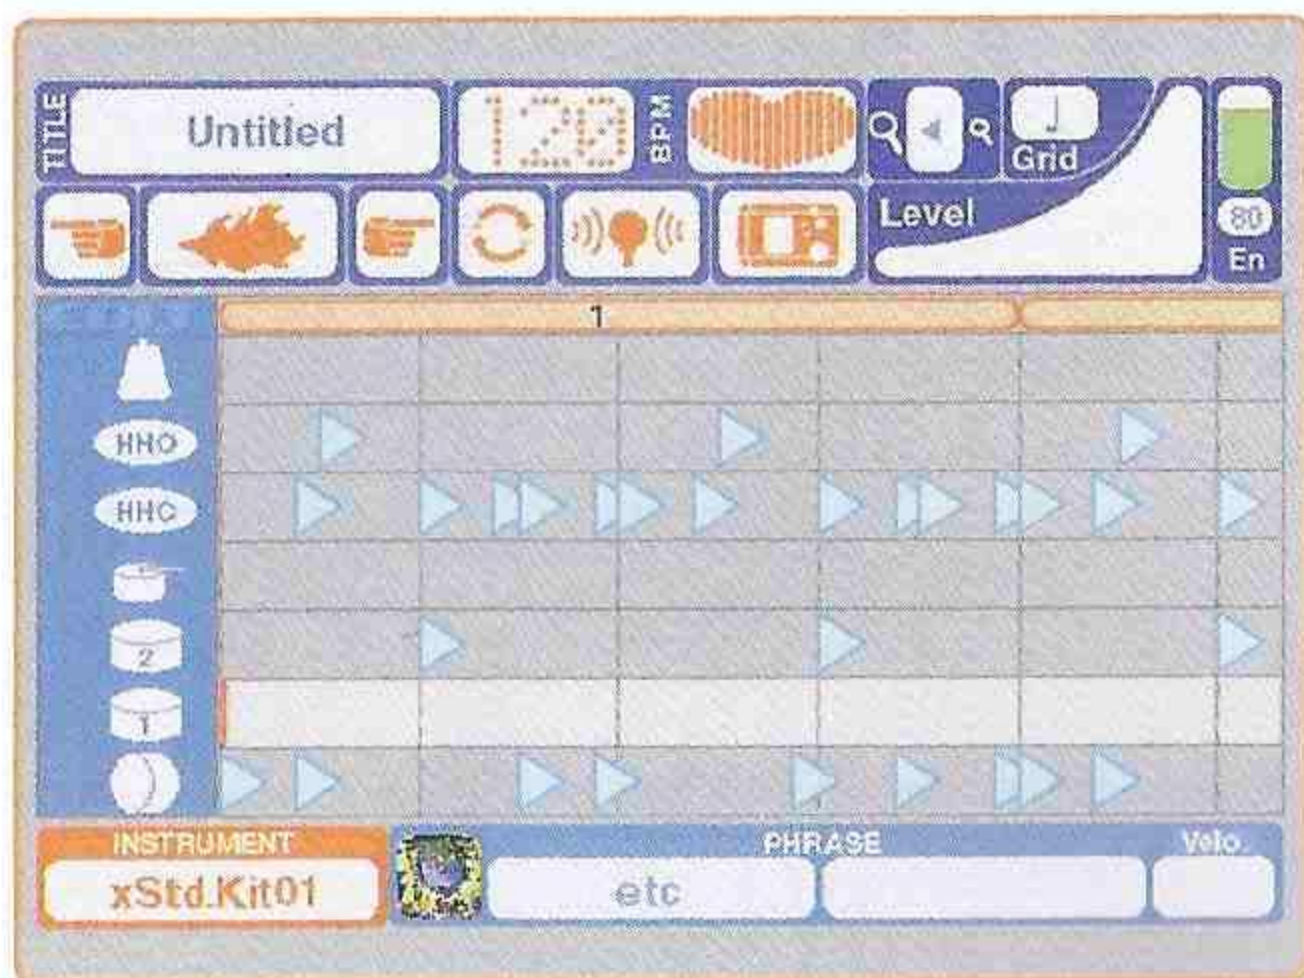 TITLE
Untitled
120
BPM
Grid
Level
80
En
1
HHO
HHC
2
1
INSTRUMENT
xStd.Kit01
PHRASE
etc
Velo.